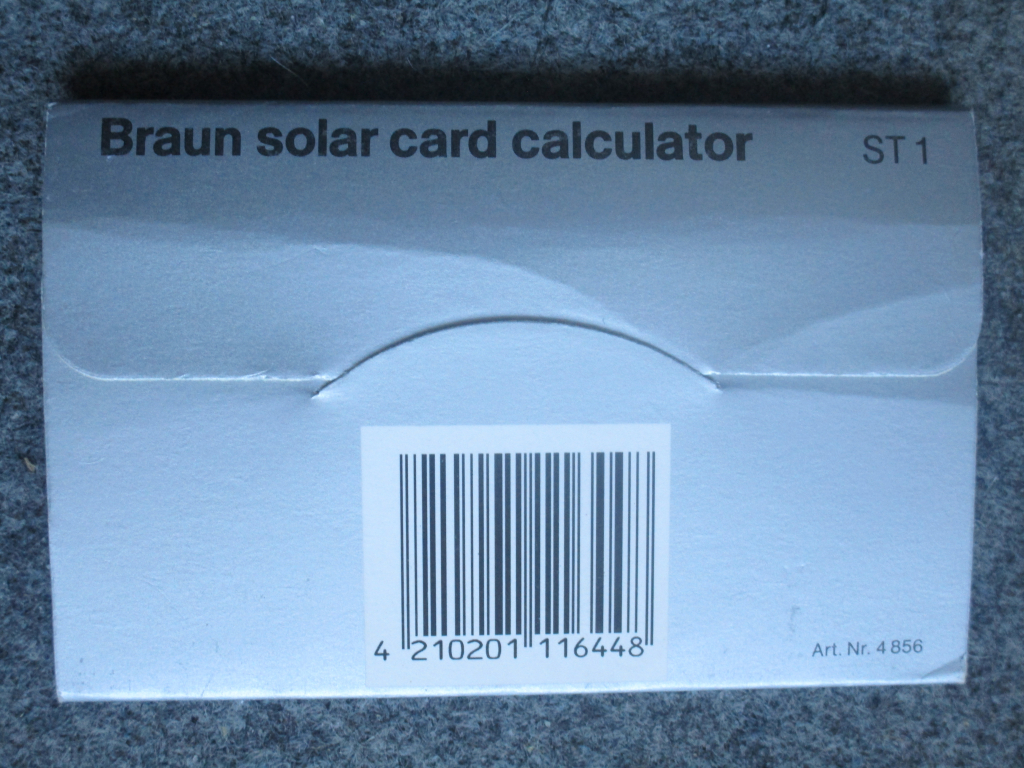 Braun solar card calculator ST 1
4 210201 116448
Art. Nr. 4 856